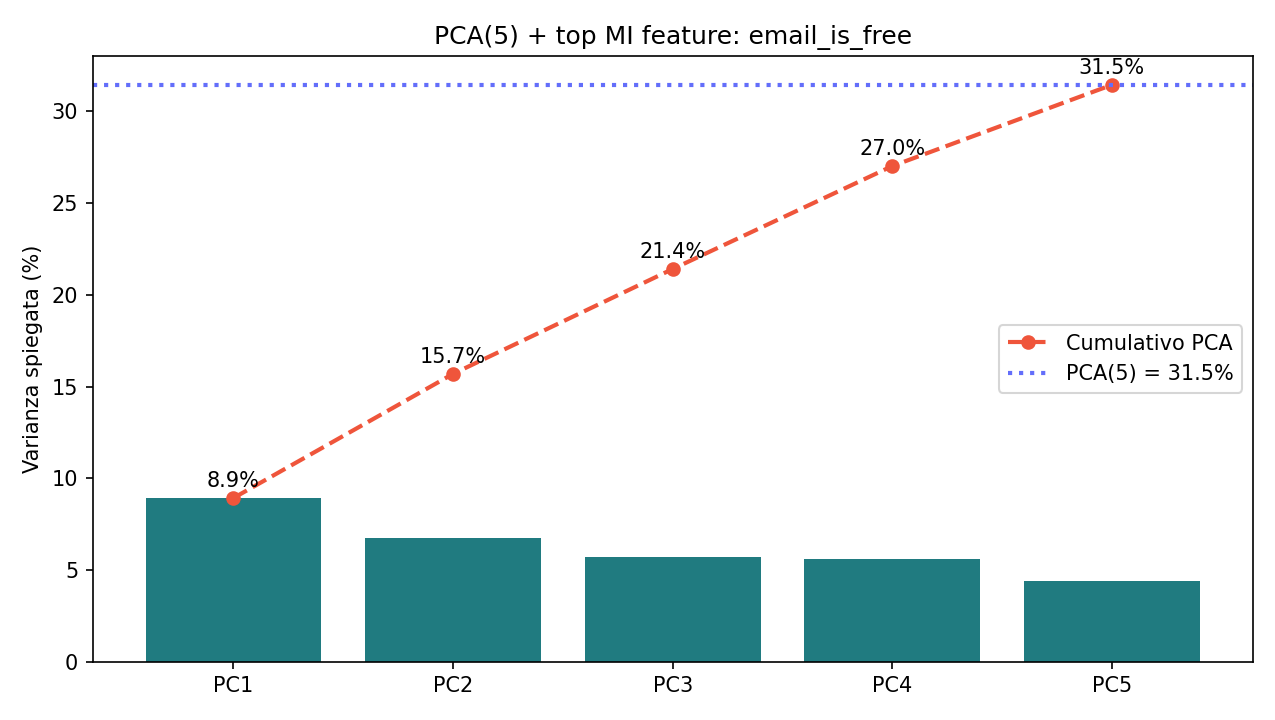 PCA(5) + top MI feature: email_is_free
Varianza spiegata (%)
30
25
20
15
10
5
0
8.9%
15.7%
21.4%
27.0%
31.5%
Cumulativo PCA
PCA(5) = 31.5%
PC1
PC2
PC3
PC4
PC5